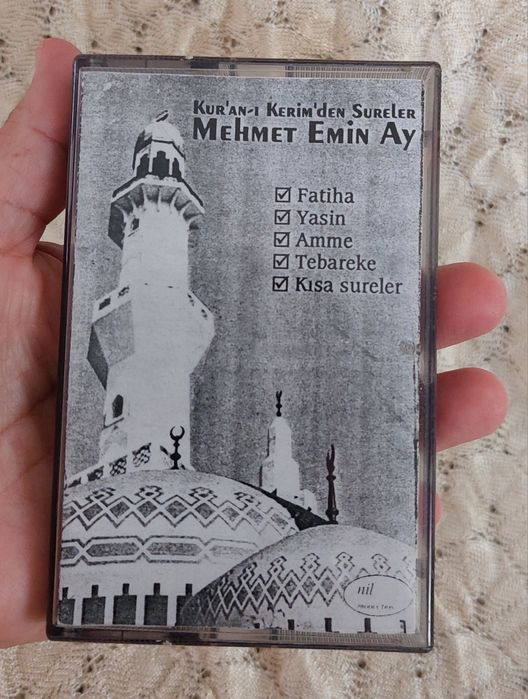 Kur'an-ı Kerim'den Sureler
Mehmet Emin Ay
☑ Fatiha
☑ Yasin
☑ Amme
☑ Tebareke
☑ Kısa sureler
nil